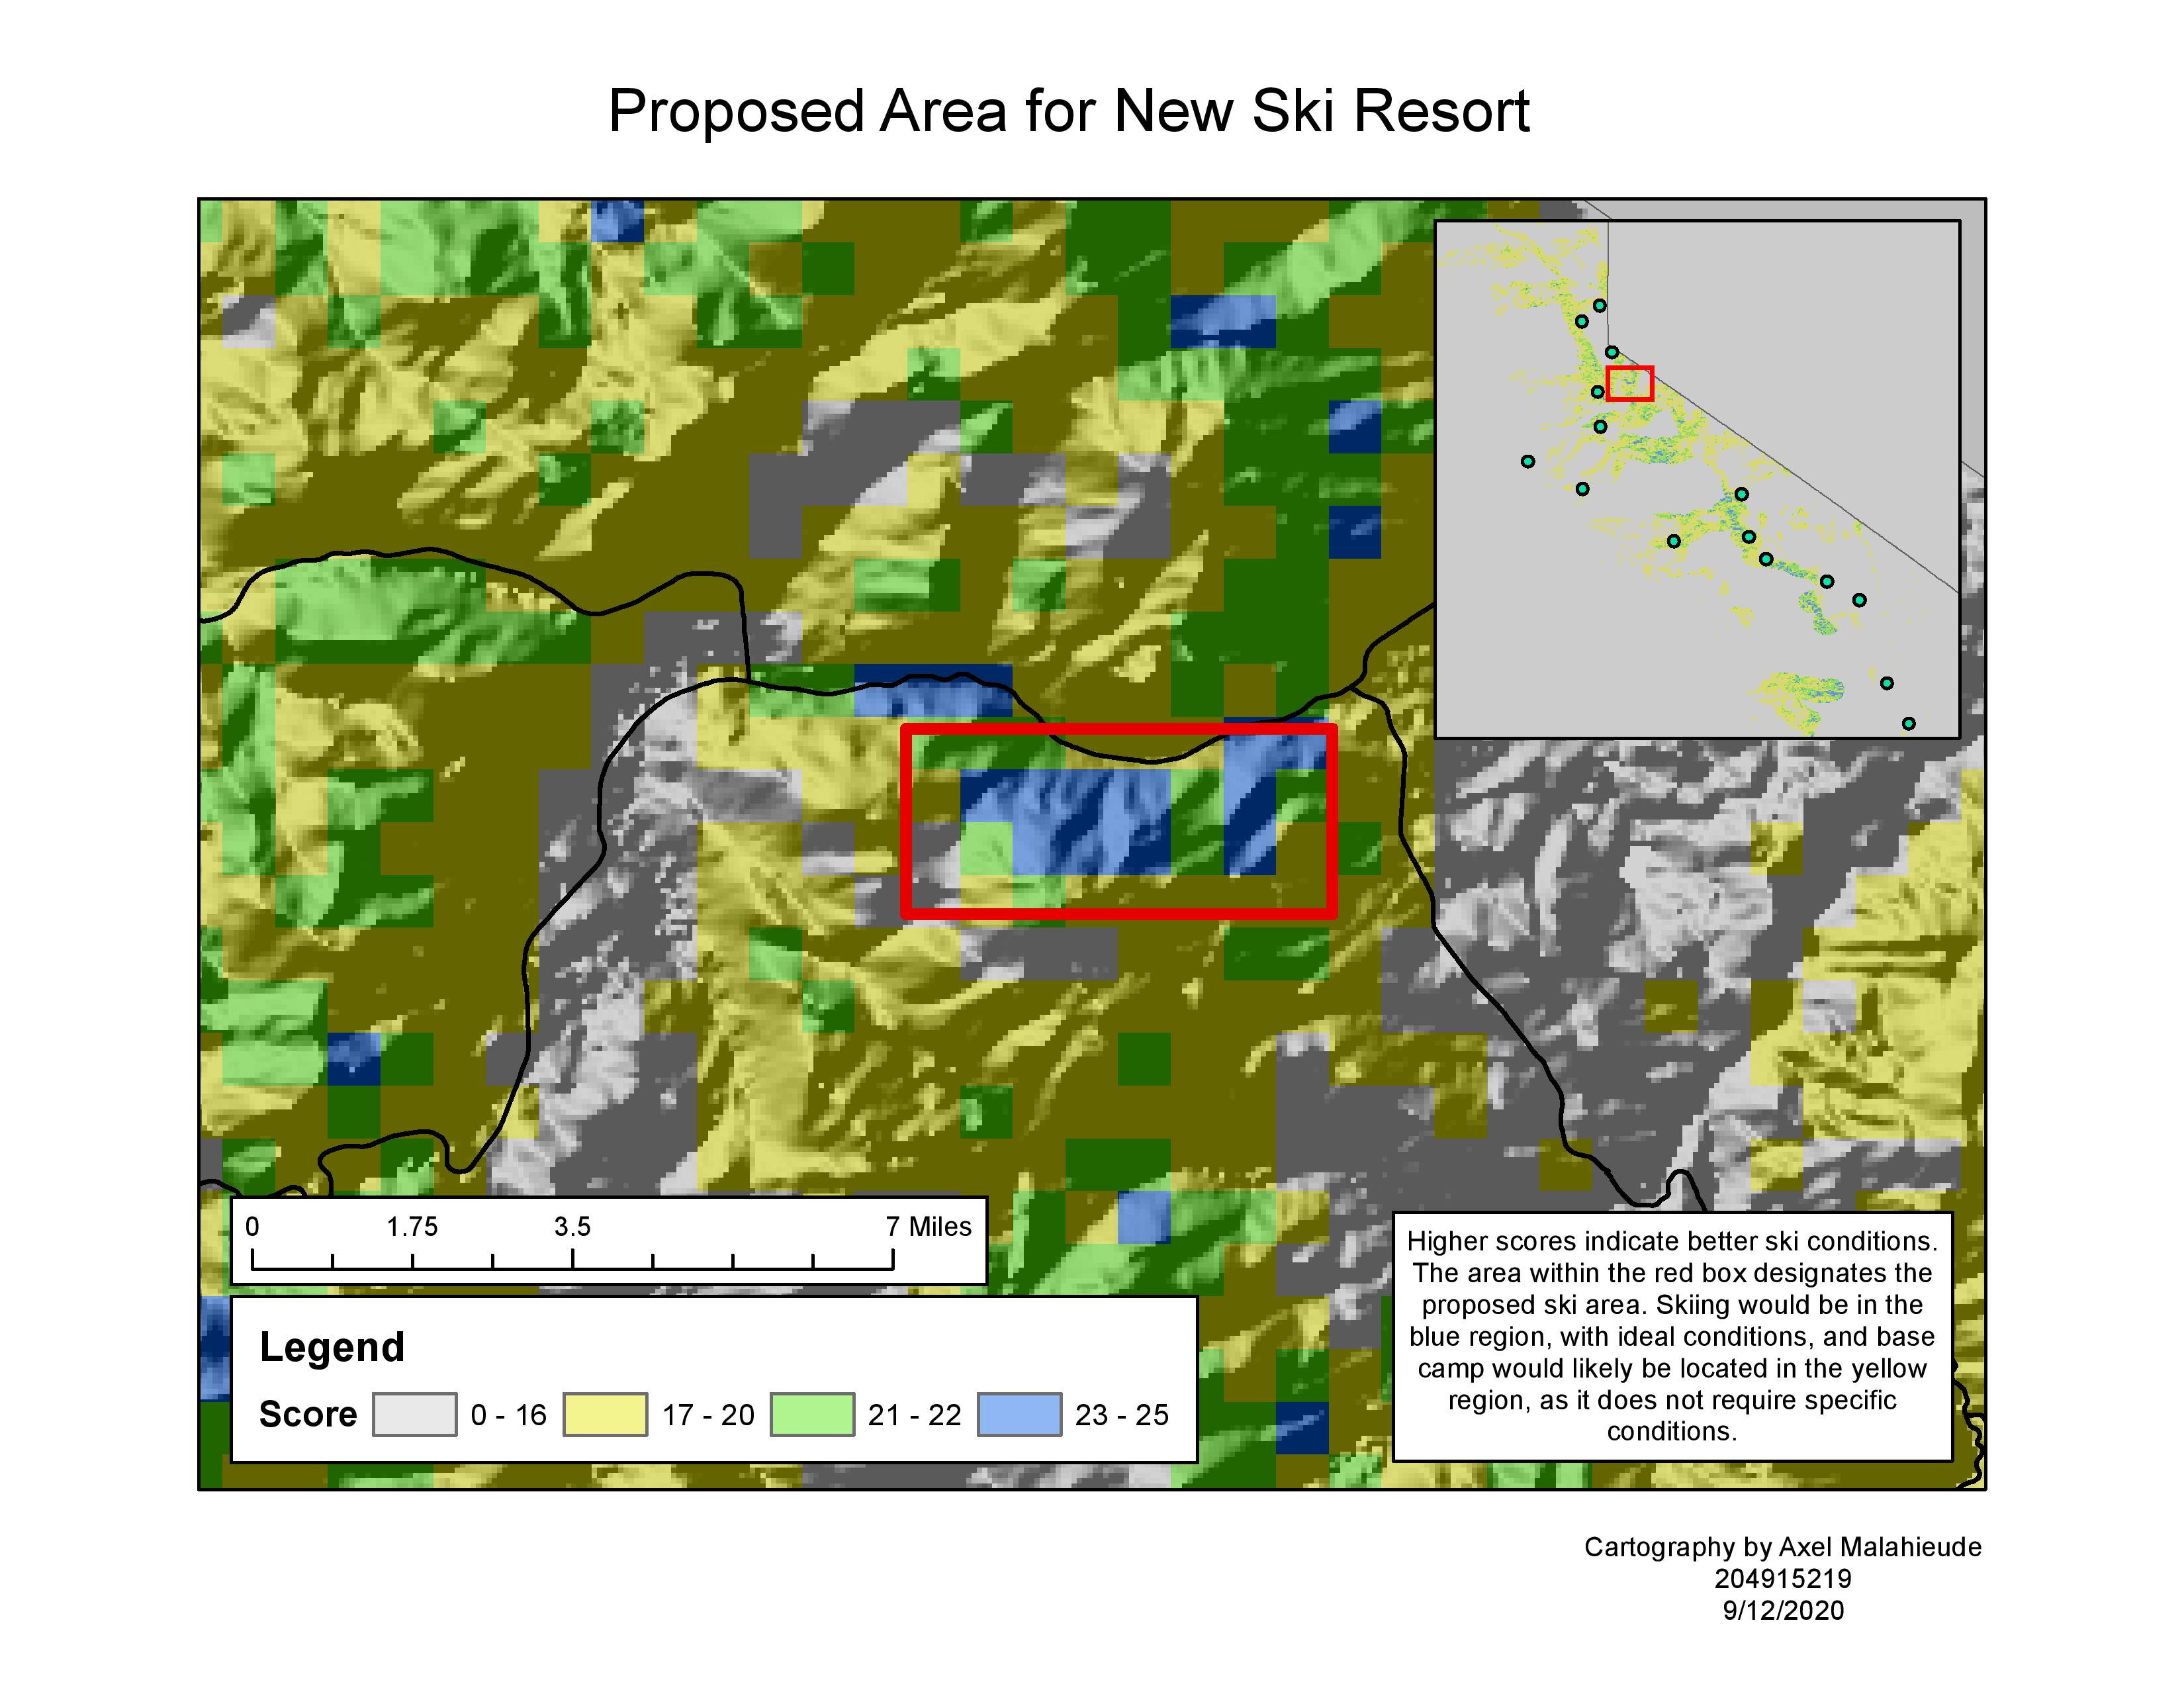 Proposed Area for New Ski Resort
0 1.75 3.5 7 Miles
Legend
Score 0 - 16 17 - 20 21 - 22 23 - 25
Higher scores indicate better ski conditions.
The area within the red box designates the
proposed ski area. Skiing would be in the
blue region, with ideal conditions, and base
camp would likely be located in the yellow
region, as it does not require specific
conditions.
Cartography by Axel Malahieude
204915219
9/12/2020